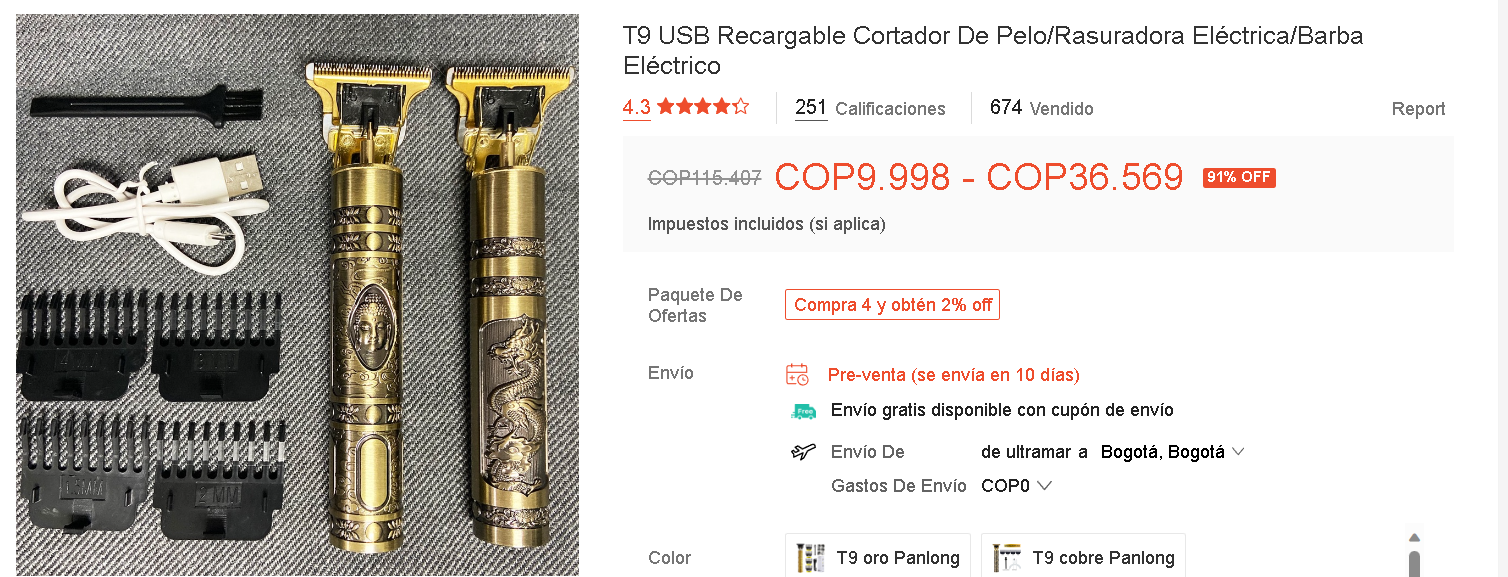 T9 USB Recargable Cortador De Pelo/Rasuradora Eléctrica/Barba
Eléctrico
4.3
251 Calificaciones
674 Vendido
Report
COP115.407 COP9.998 - COP36.569 91% OFF
Impuestos incluidos (si aplica)
Paquete De
Ofertas
Compra 4 y obtén 2% off
Envío
Pre-venta (se envía en 10 días)
Free
Envío gratis disponible con cupón de envío
Envío De de ultramar a Bogotá, Bogotá
Gastos De Envío COP0
Color
T9 oro Panlong
T9 cobre Panlong
2 MM